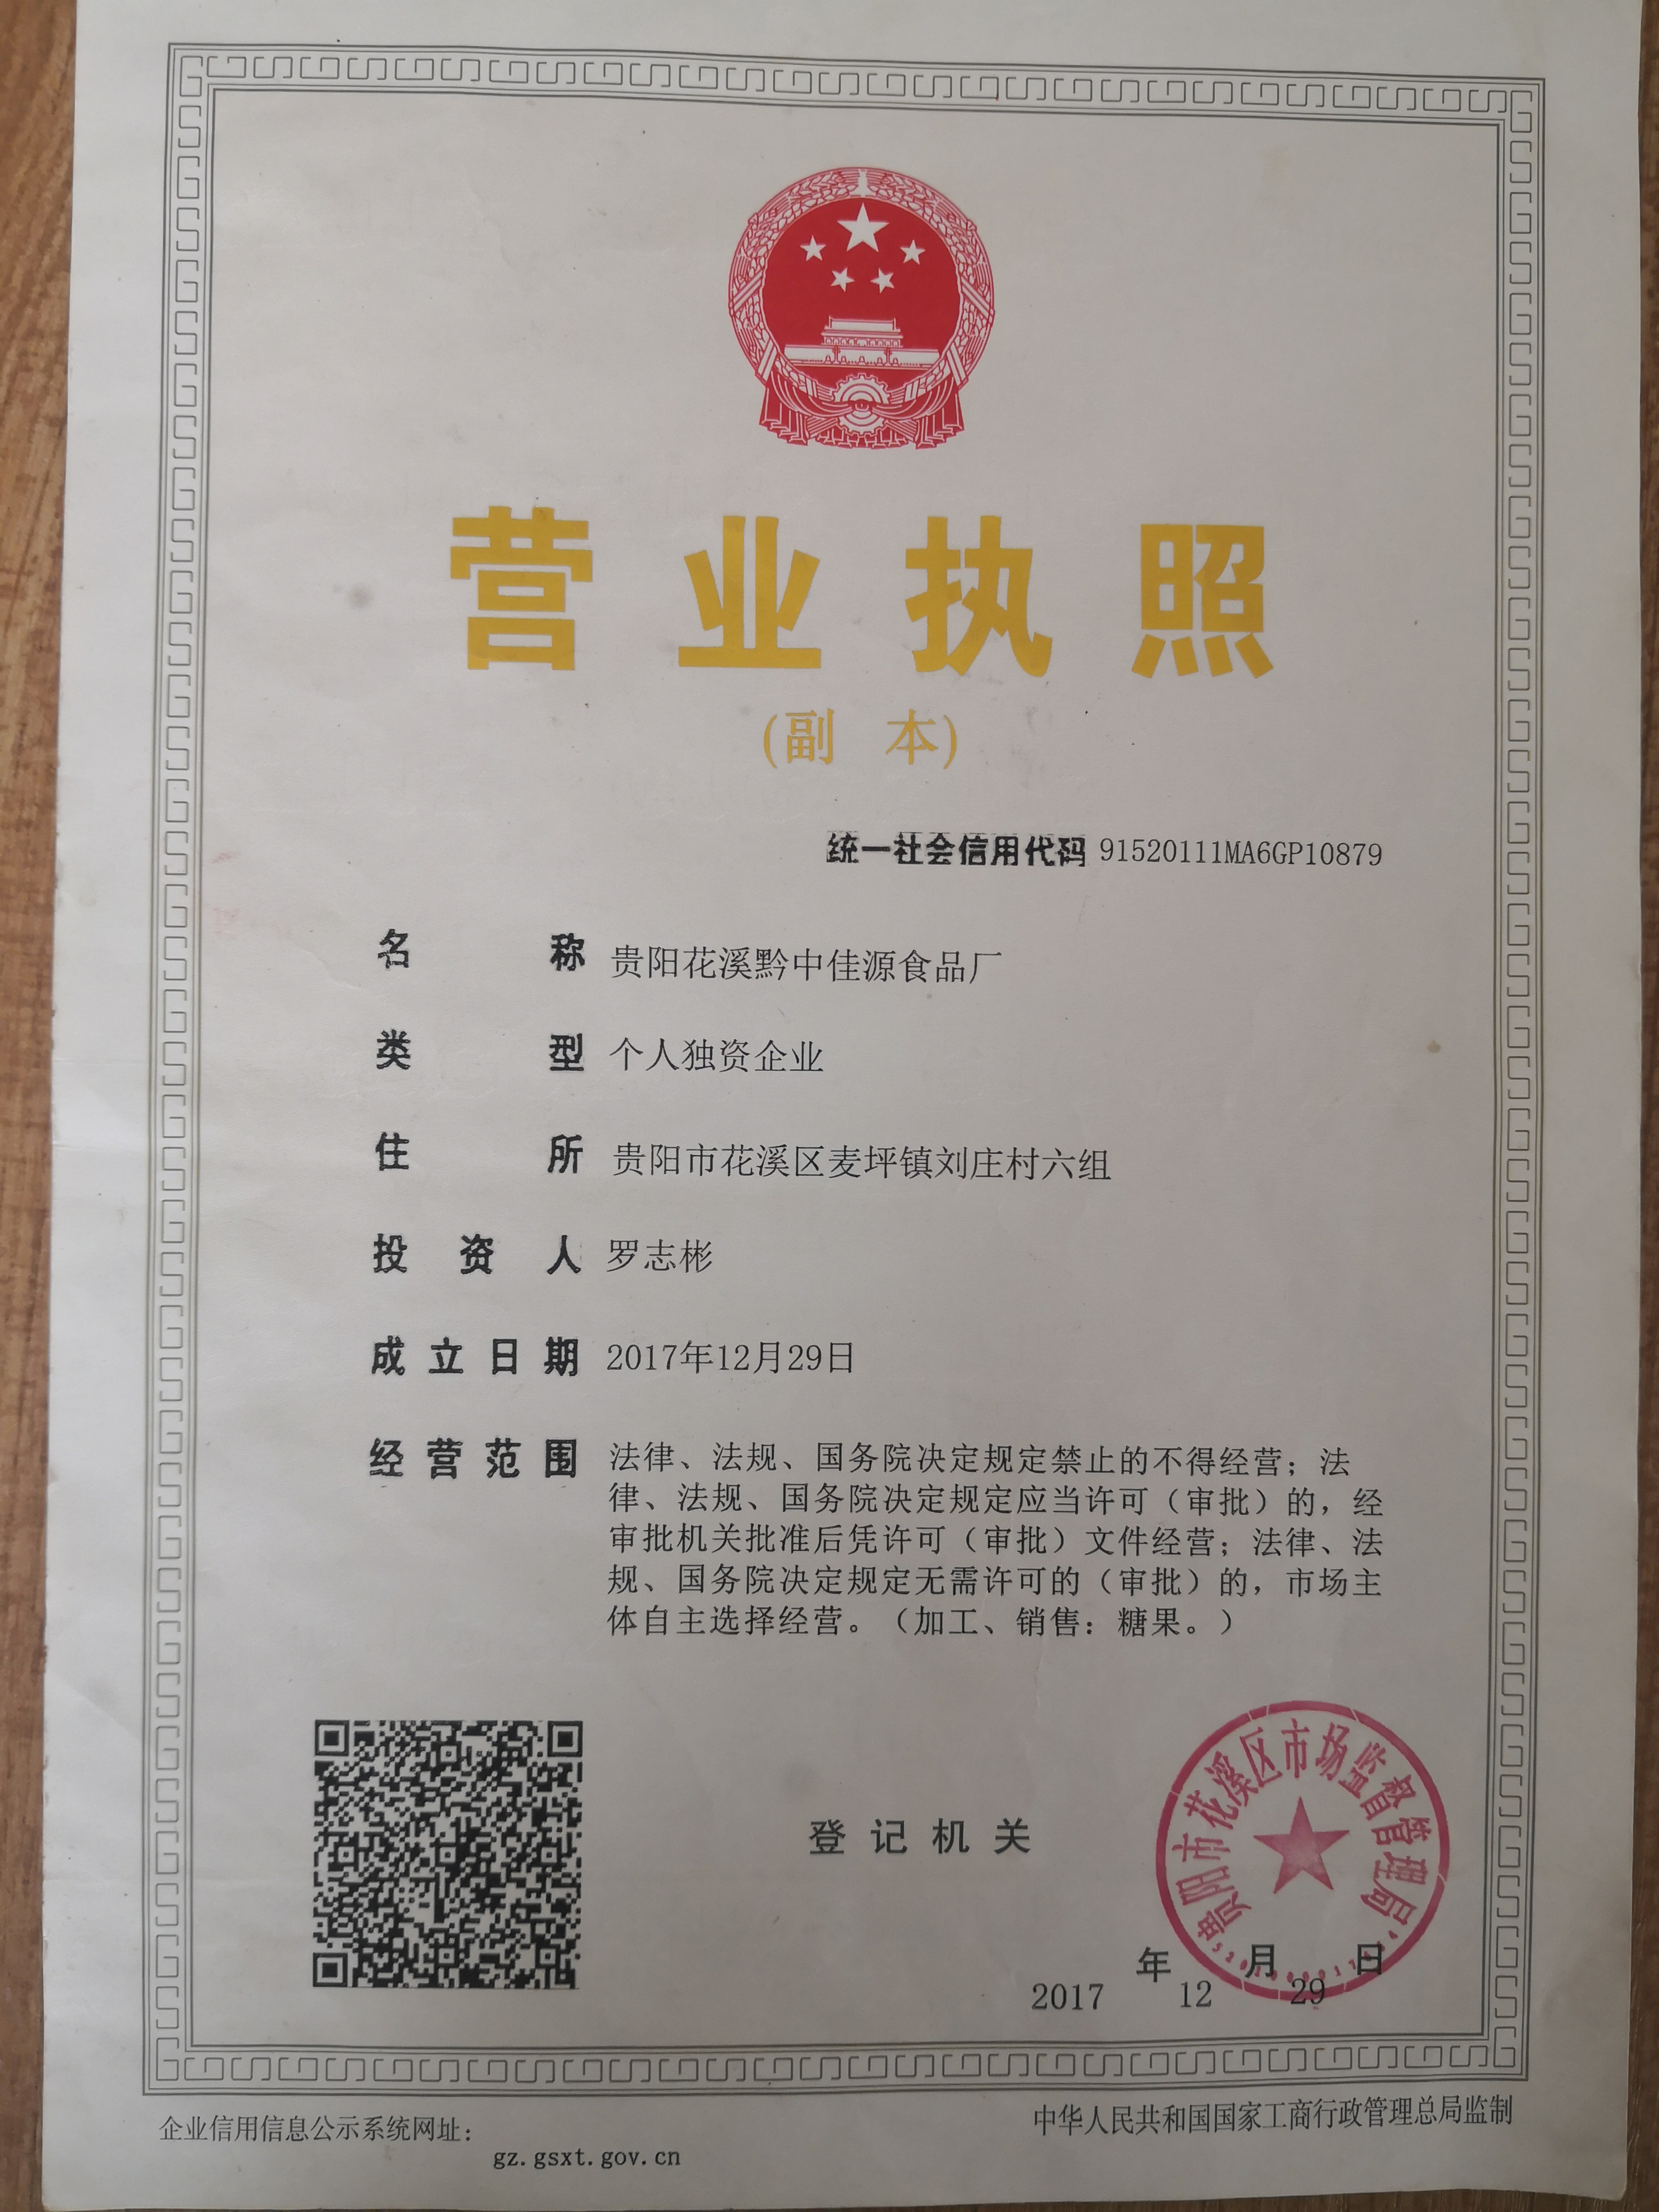 营业执照
(副 本)
统一社会信用代码 91520111MA6GP10879
名 称 贵阳花溪黔中佳源食品厂
类 型 个人独资企业
住 所 贵阳市花溪区麦坪镇刘庄村六组
投 资 人 罗志彬
成立日期 2017年12月29日
经营范围 法律、法规、国务院决定规定禁止的不得经营；法
律、法规、国务院决定规定应当许可（审批）的，经
审批机关批准后凭许可（审批）文件经营；法律、法
规、国务院决定规定无需许可的（审批）的，市场主
体自主选择经营。（加工、销售：糖果。）
登记机关
贵阳市花溪区市场监督管理局
年 月 日
2017 12 29
企业信用信息公示系统网址：
gz.gsxt.gov.cn
中华人民共和国国家工商行政管理总局监制